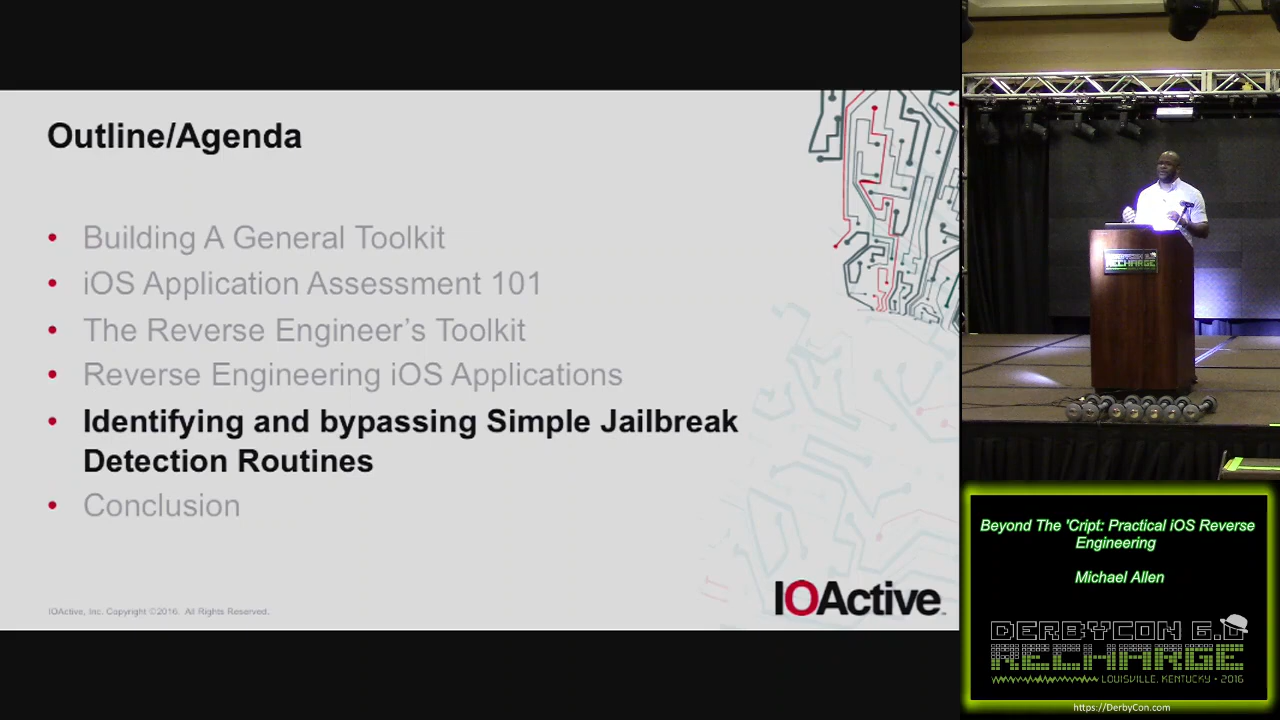 Outline/Agenda
• Building A General Toolkit
• iOS Application Assessment 101
• The Reverse Engineer's Toolkit
• Reverse Engineering iOS Applications
• Identifying and bypassing Simple Jailbreak
Detection Routines
• Conclusion
IOActive, Inc. Copyright ©2016. All Rights Reserved.
IOActive™
RECHARGE
Beyond The 'Cript: Practical iOS Reverse
Engineering
Michael Allen
DERBYCON 6.0
RECHARGE
LOUISVILLE, KENTUCKY • 2016
https://DerbyCon.com